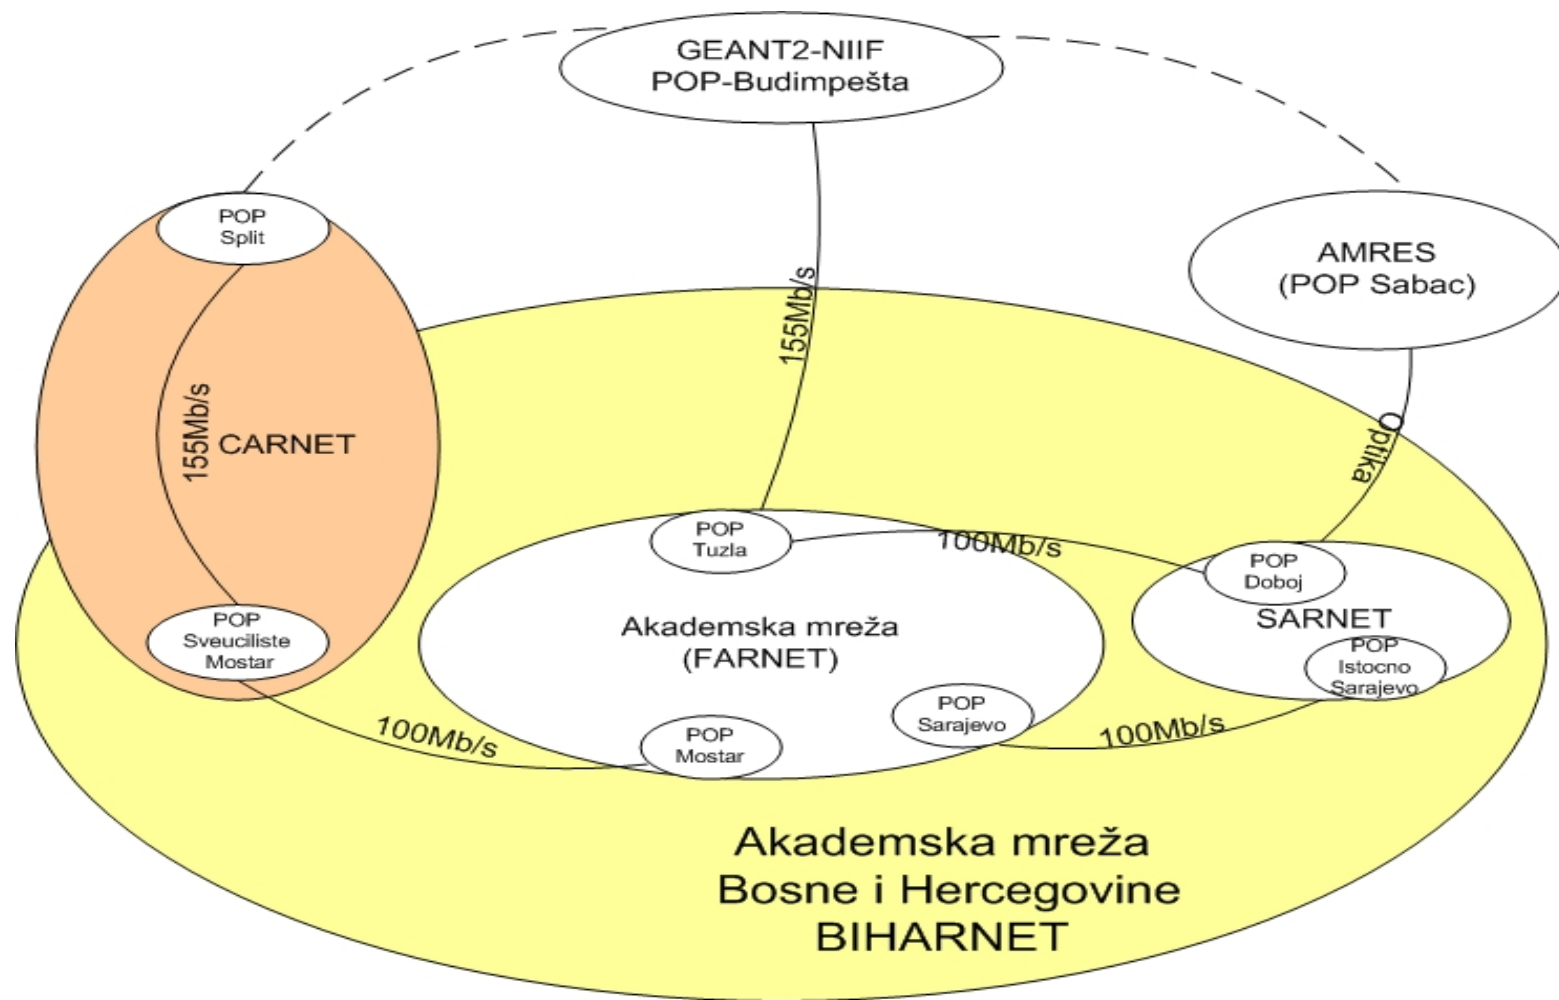 GEANT2-NIIF
POP-Budimpešta
POP
Split
AMRES
(POP Sabac)
155Mb/s
155Mb/s
CARNET
Optika
POP
Tuzla
100Mb/s
POP
Doboj
SARNET
POP
Istocno
Sarajevo
POP
Sveuciliste
Mostar
Akademska mreža
(FARNET)
POP
Sarajevo
POP
Mostar
100Mb/s
100Mb/s
Akademska mreža
Bosne i Hercegovine
BIHARNET